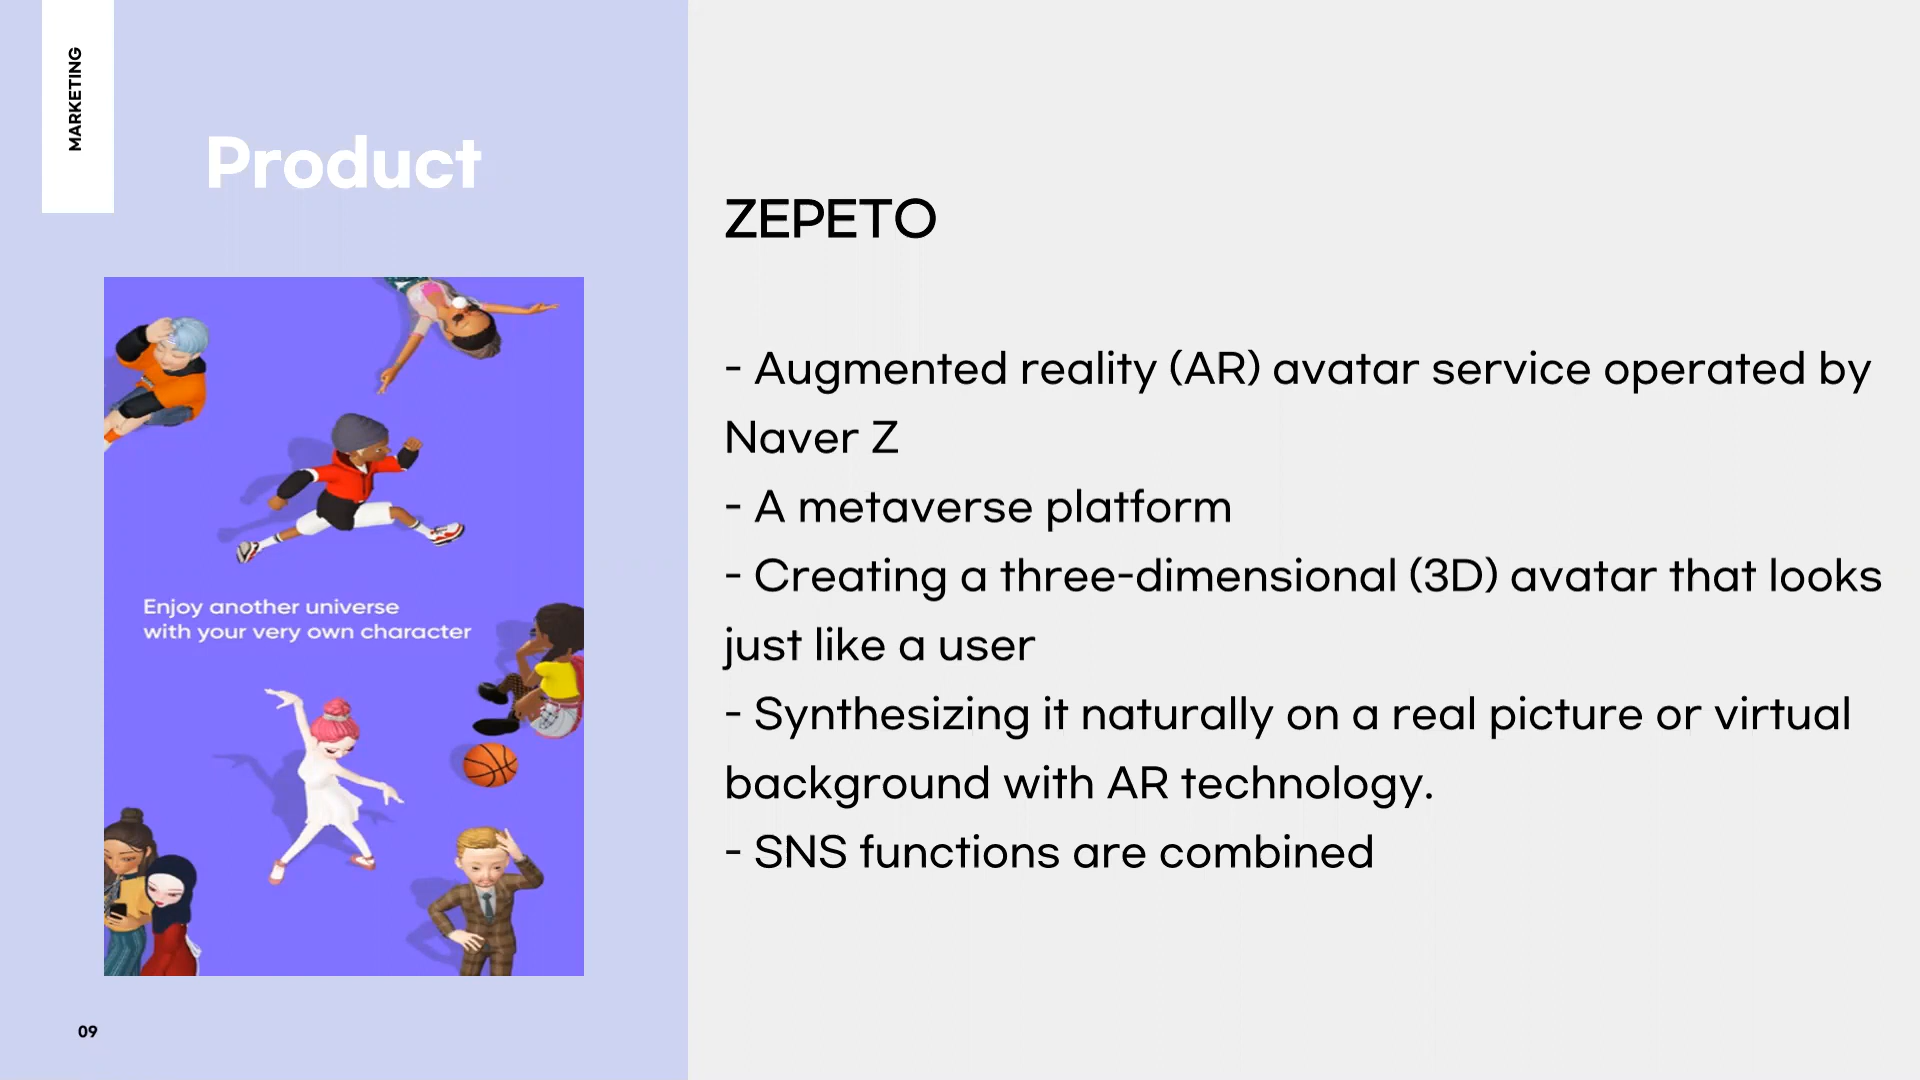 MARKETING
Product
Enjoy another universe
with your very own character
09
ZEPETO
- Augmented reality (AR) avatar service operated by
Naver Z
- A metaverse platform
- Creating a three-dimensional (3D) avatar that looks
just like a user
- Synthesizing it naturally on a real picture or virtual
background with AR technology.
- SNS functions are combined